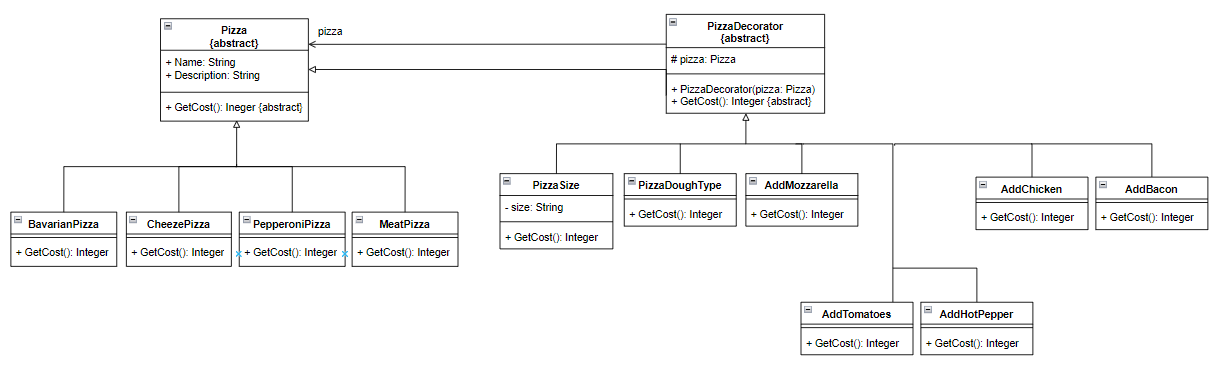 Pizza
{abstract}
+ Name: String
+ Description: String
+ GetCost(): Ineger {abstract}
pizza
PizzaDecorator
{abstract}
# pizza: Pizza
+ PizzaDecorator(pizza: Pizza)
+ GetCost(): Integer {abstract}
BavarianPizza
+ GetCost(): Integer
CheezePizza
+ GetCost(): Integer
PepperoniPizza
+ GetCost(): Integer
MeatPizza
+ GetCost(): Integer
PizzaSize
- size: String
+ GetCost(): Integer
PizzaDoughType
+ GetCost(): Integer
AddMozzarella
+ GetCost(): Integer
AddChicken
+ GetCost(): Integer
AddBacon
+ GetCost(): Integer
AddTomatoes
+ GetCost(): Integer
AddHotPepper
+ GetCost(): Integer